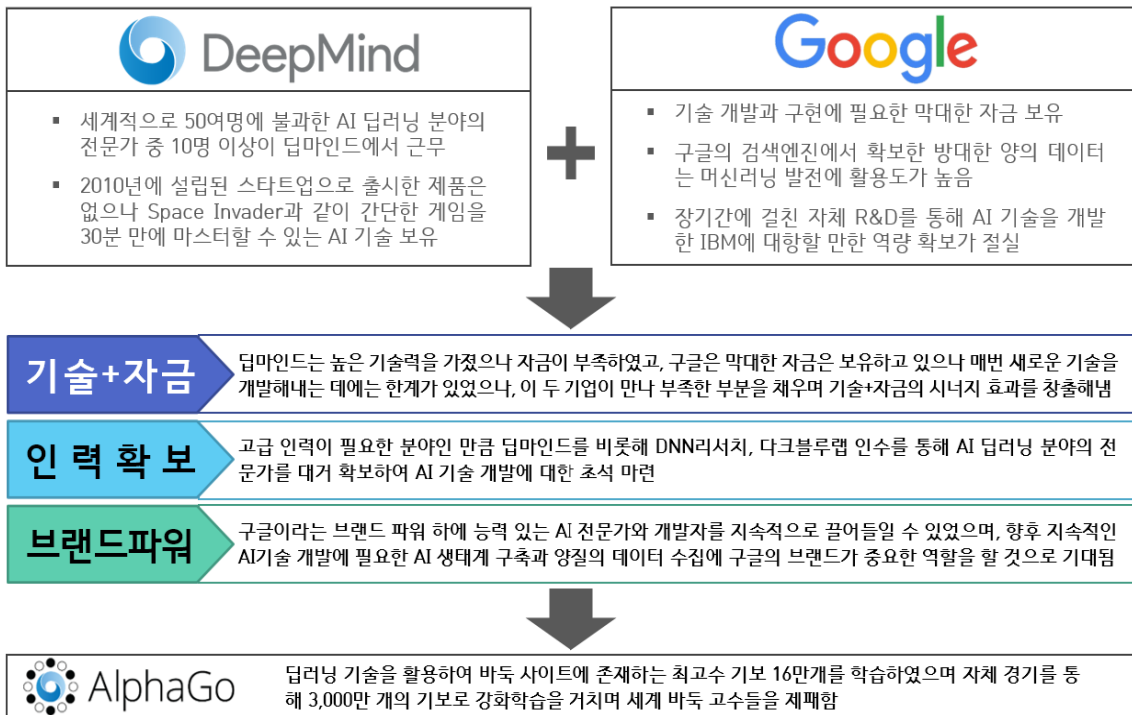 DeepMind
▪ 세계적으로 50여명에 불과한 AI 딥러닝 분야의
전문가 중 10명 이상이 딥마인드에서 근무
▪ 2010년에 설립된 스타트업으로 출시한 제품은
없으나 Space Invader과 같이 간단한 게임을
30분 만에 마스터할 수 있는 AI 기술 보유
+
Google
▪ 기술 개발과 구현에 필요한 막대한 자금 보유
▪ 구글의 검색엔진에서 확보한 방대한 양의 데이터
는 머신러닝 발전에 활용도가 높음
▪ 장기간에 걸친 자체 R&D를 통해 AI 기술을 개발
한 IBM에 대항할 만한 역량 확보가 절실
기술+자금
딥마인드는 높은 기술력을 가졌으나 자금이 부족하였고, 구글은 막대한 자금은 보유하고 있으나 매번 새로운 기술을
개발해내는 데에는 한계가 있었으나, 이 두 기업이 만나 부족한 부분을 채우며 기술+자금의 시너지 효과를 창출해냄
인 력 확 보
고급 인력이 필요한 분야인 만큼 딥마인드를 비롯해 DNN리서치, 다크블루랩 인수를 통해 AI 딥러닝 분야의 전
문가를 대거 확보하여 AI 기술 개발에 대한 초석 마련
브랜드파워
구글이라는 브랜드 파워 하에 능력 있는 AI 전문가와 개발자를 지속적으로 끌어들일 수 있었으며, 향후 지속적인
AI기술 개발에 필요한 AI 생태계 구축과 양질의 데이터 수집에 구글의 브랜드가 중요한 역할을 할 것으로 기대됨
AlphaGo
딥러닝 기술을 활용하여 바둑 사이트에 존재하는 최고수 기보 16만개를 학습하였으며 자체 경기를 통
해 3,000만 개의 기보로 강화학습을 거치며 세계 바둑 고수들을 제패함